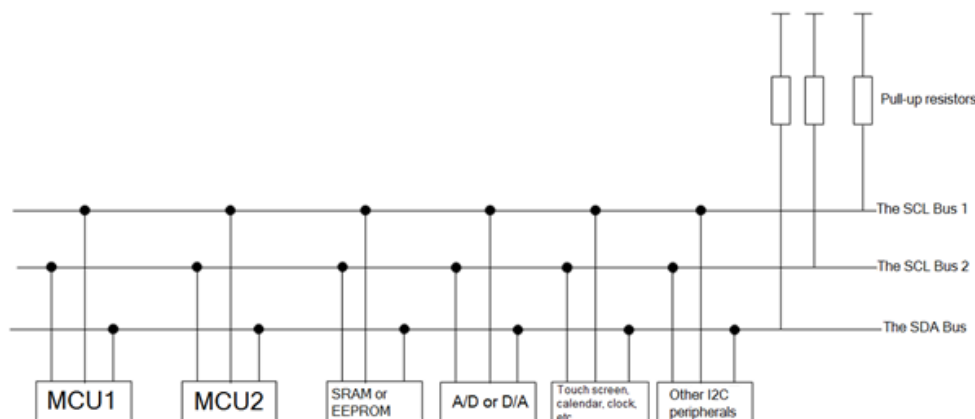 Pull-up resistors
The SCL Bus 1
The SCL Bus 2
The SDA Bus
MCU1
MCU2
SRAM or
EEPROM
A/D or D/A
Touch screen,
calendar, clock,
etc
Other I2C
peripherals